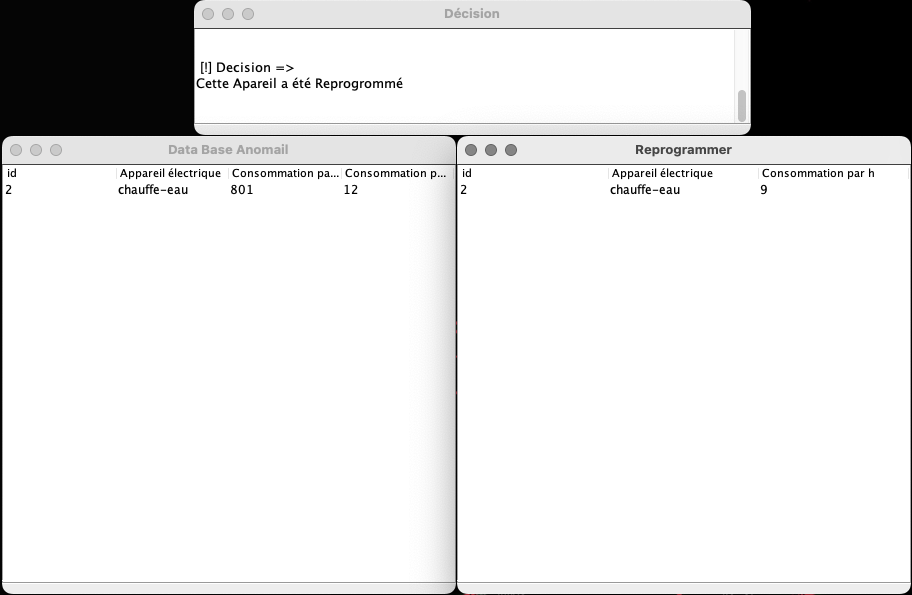 Décision
[!] Decision =>
Cette Apareil a été Reprogrommé
Data Base Anomail
id Appareil électrique Consommation pa... Consommation p...
2 chauffe-eau 801 12
Reprogrammer
id Appareil électrique Consommation par h
2 chauffe-eau 9